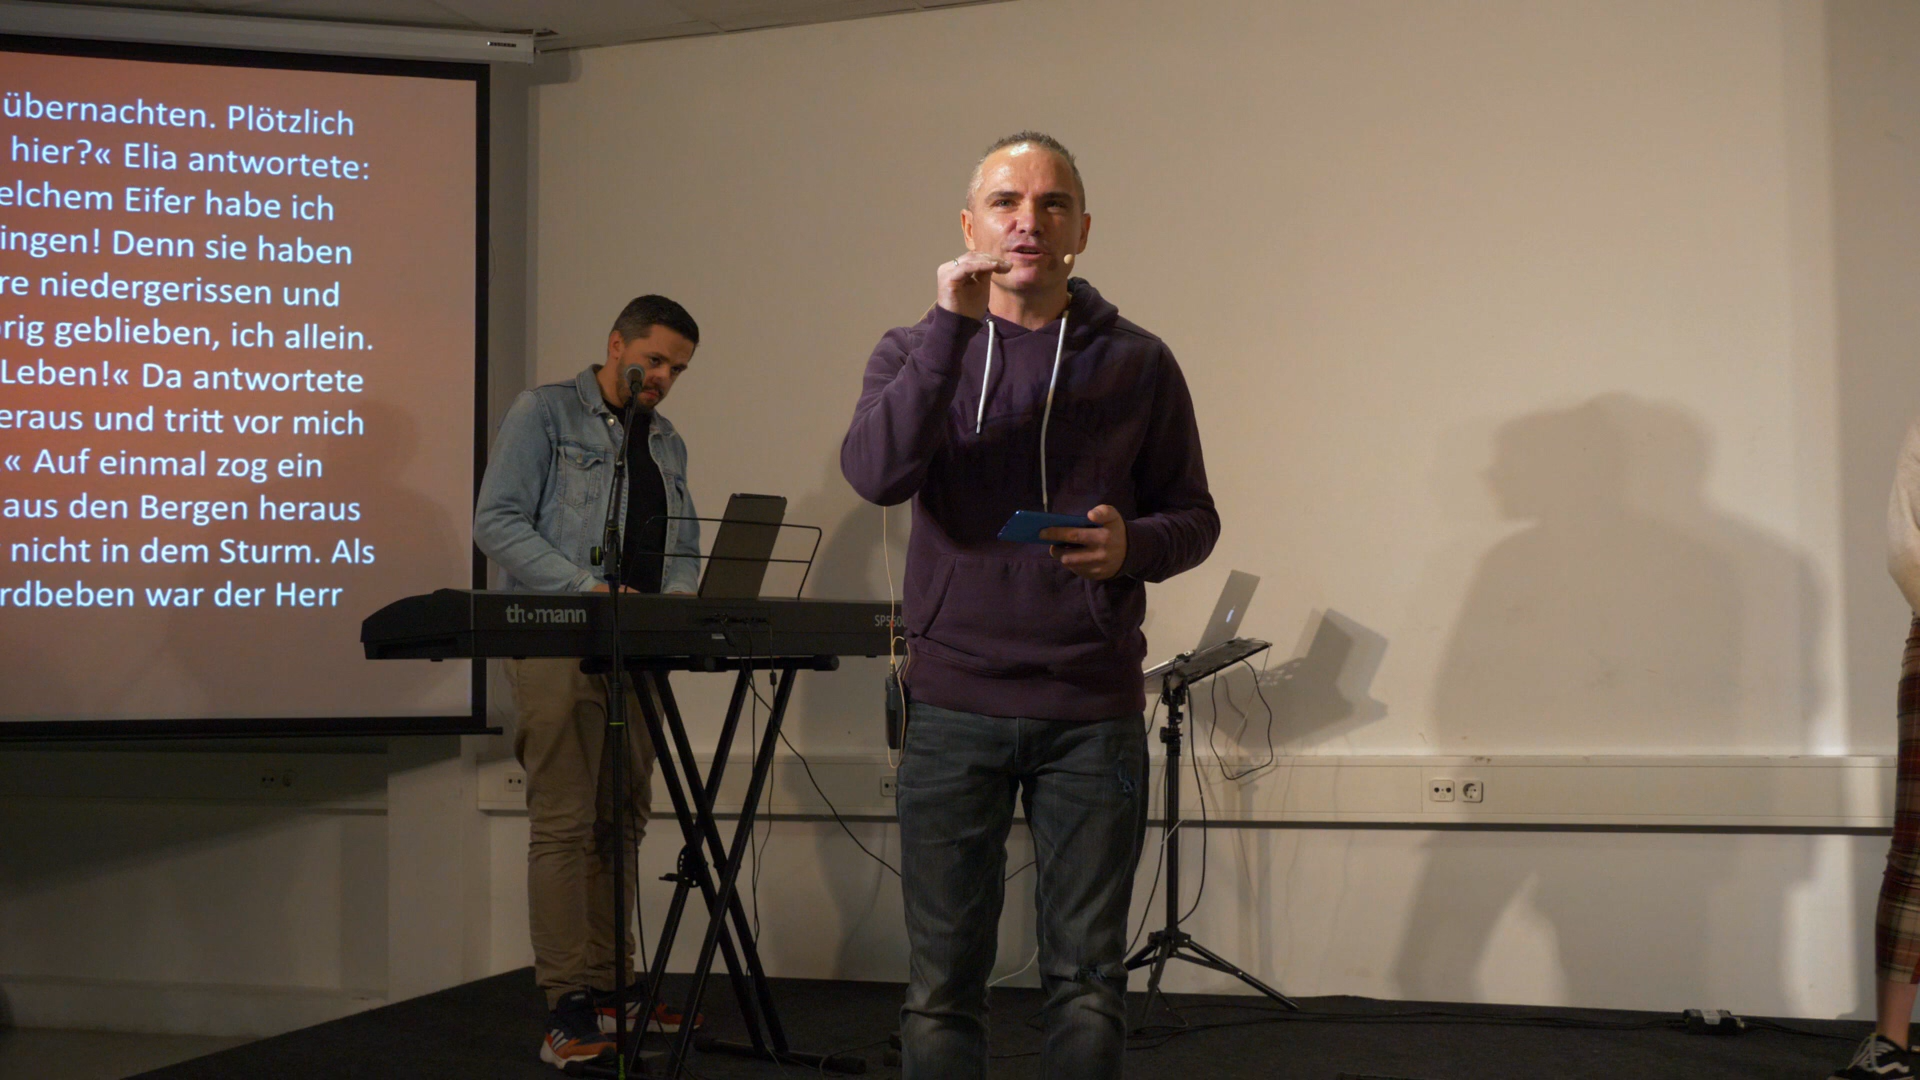 übernachten. Plötzlich
hier?« Elia antwortete:
elchem Eifer habe ich
ingen! Denn sie haben
re niedergerissen und
rig geblieben, ich allein.
Leben!« Da antwortete
eraus und tritt vor mich
.« Auf einmal zog ein
aus den Bergen heraus
nicht in dem Sturm. Als
rdbeben war der Herr
th•mann